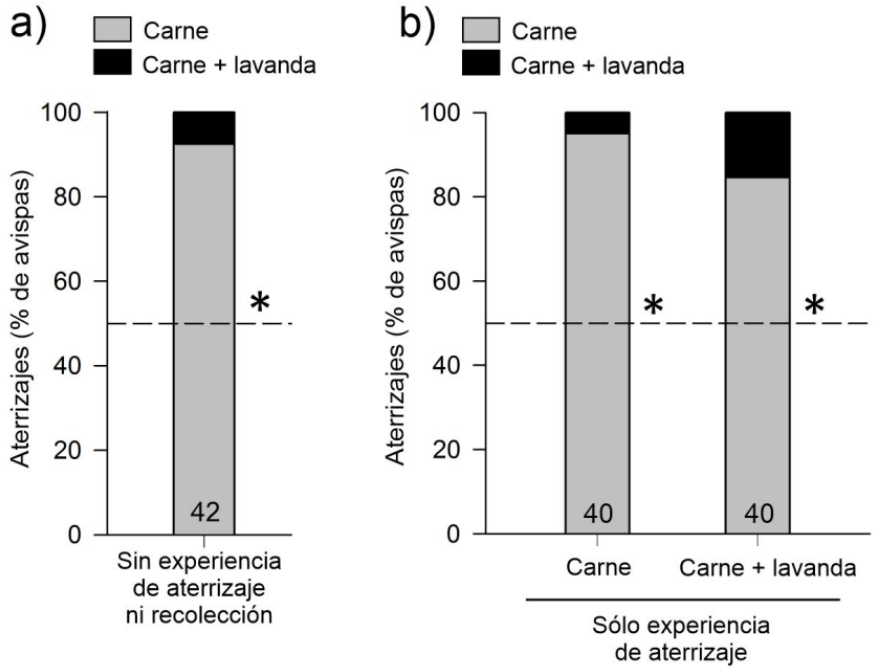 a)
Carne
Carne + lavanda
Aterrizajes (% de avispas)
100
80
60
40
20
0
*
42
Sin experiencia
de aterrizaje
ni recolección
b)
Carne
Carne + lavanda
Aterrizajes (% de avispas)
100
80
60
40
20
0
*
*
40
40
Carne
Carne + lavanda
Sólo experiencia
de aterrizaje